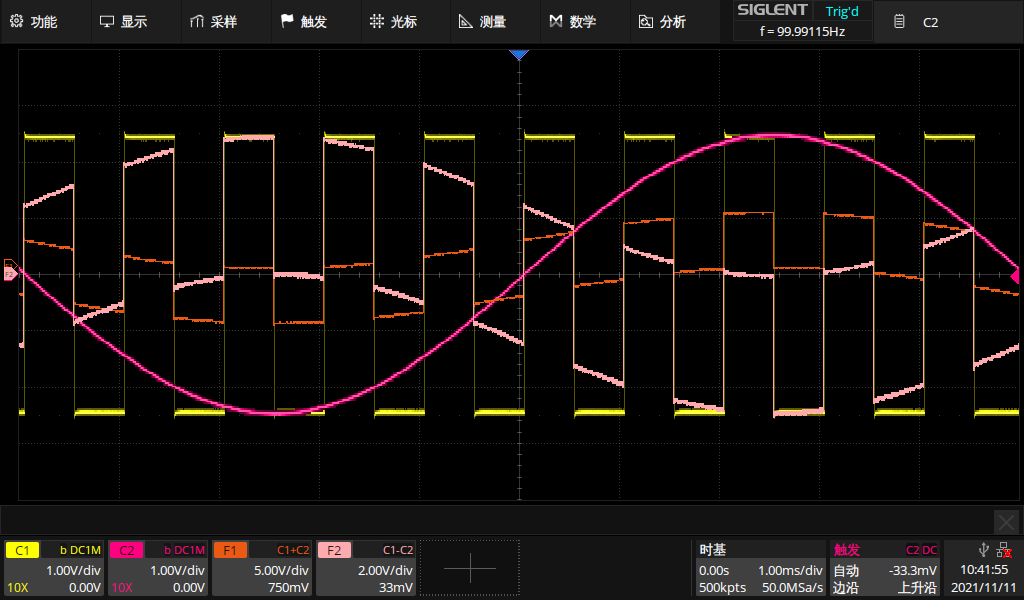 功能 显示 采样 触发 光标 测量 数学 分析 SIGLENT Trig'd C2
f = 99.99115Hz
F2
C1 b DC1M C2 b DC1M F1 C1+C2 F2 C1-C2 时基 触发 C2 DC
1.00V/div 1.00V/div 5.00V/div 2.00V/div 0.00s 1.00ms/div 自动 -33.3mV 10:41:55
10X 0.00V 10X 0.00V 750mV 33mV 500kpts 50.0MSa/s 边沿 上升沿 2021/11/11